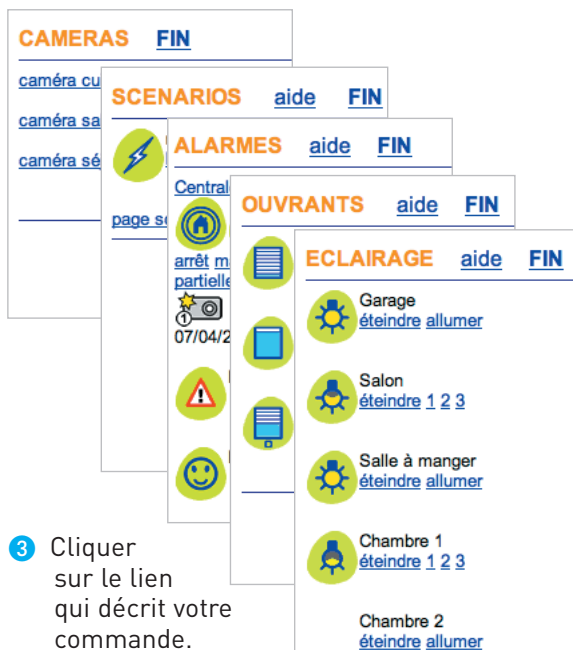 CAMERAS FIN
caméra cu
caméra sa
caméra sé
SCENARIOS aide FIN
page s
ALARMES aide FIN
Central
arrêt m
partielle
1
07/04/2
OUVRANTS aide FIN
ECLAIRAGE aide FIN
Garage
éteindre allumer
Salon
éteindre 1 2 3
Salle à manger
éteindre allumer
Chambre 1
éteindre 1 2 3
Chambre 2
éteindre allumer
3 Cliquer
sur le lien
qui décrit votre
commande.